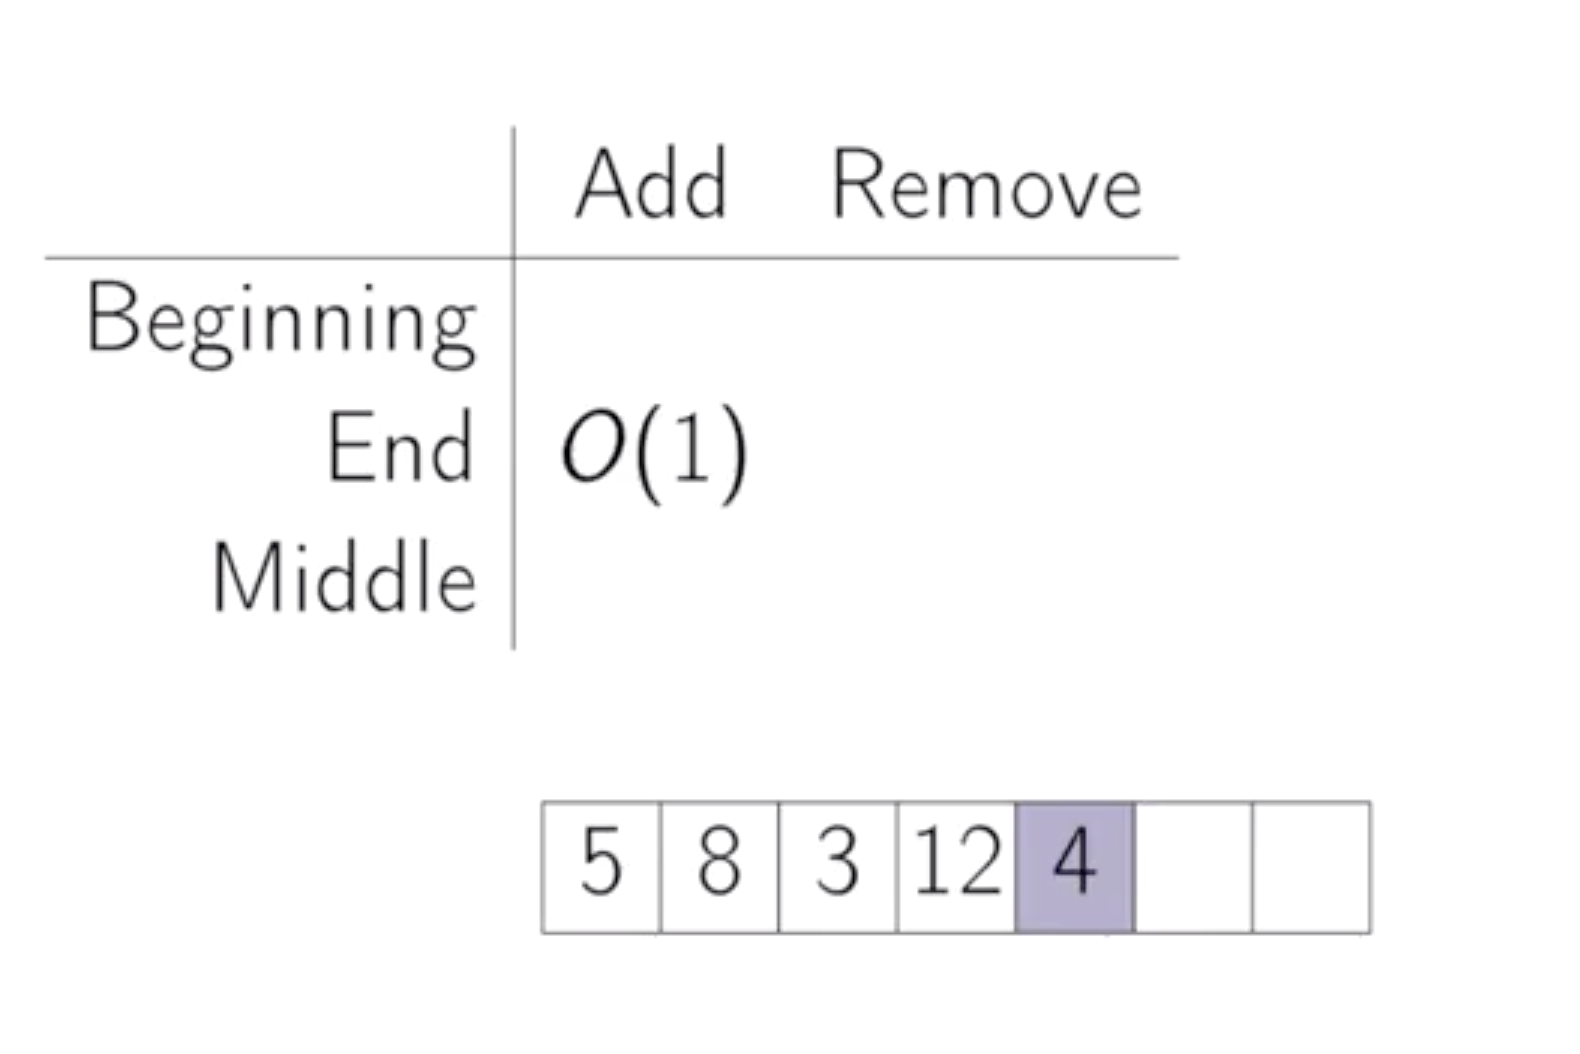 Add Remove
Beginning
End O(1)
Middle
5 8 3 12 4